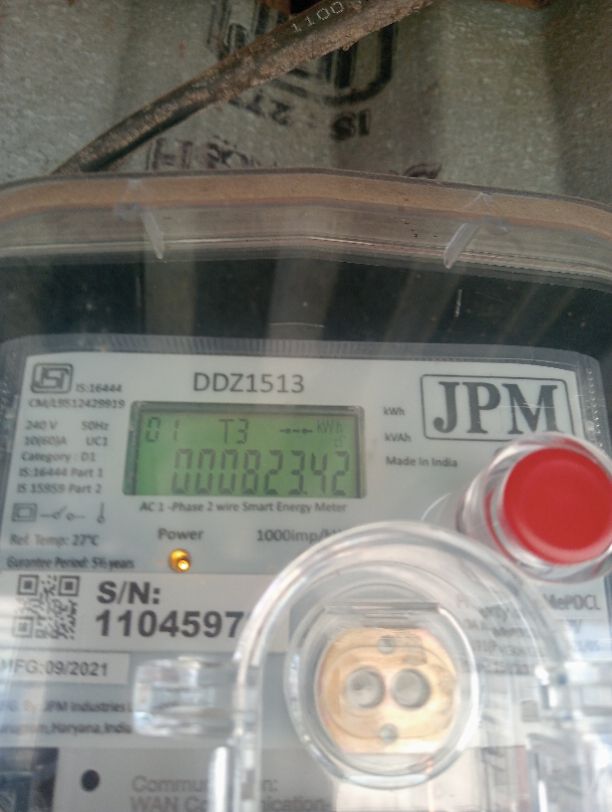 1100
DDZ1513
IS:16444
CM/L9512429919
240 V 50Hz
10(60)A UC1
Category : D1
IS:16444 Part 1
IS 15959 Part 2
01 T3 kWh
00082342
kWh
kVAh
JPM
Made in India
AC 1 -Phase 2 wire Smart Energy Meter
Ref. Temp: 27°C
Power
1000imp/
Gurantee Period: 5½ years
S/N:
1104597
MePDCL
MFG:09/2021
By JPM Industries
Haryana, India
WAN